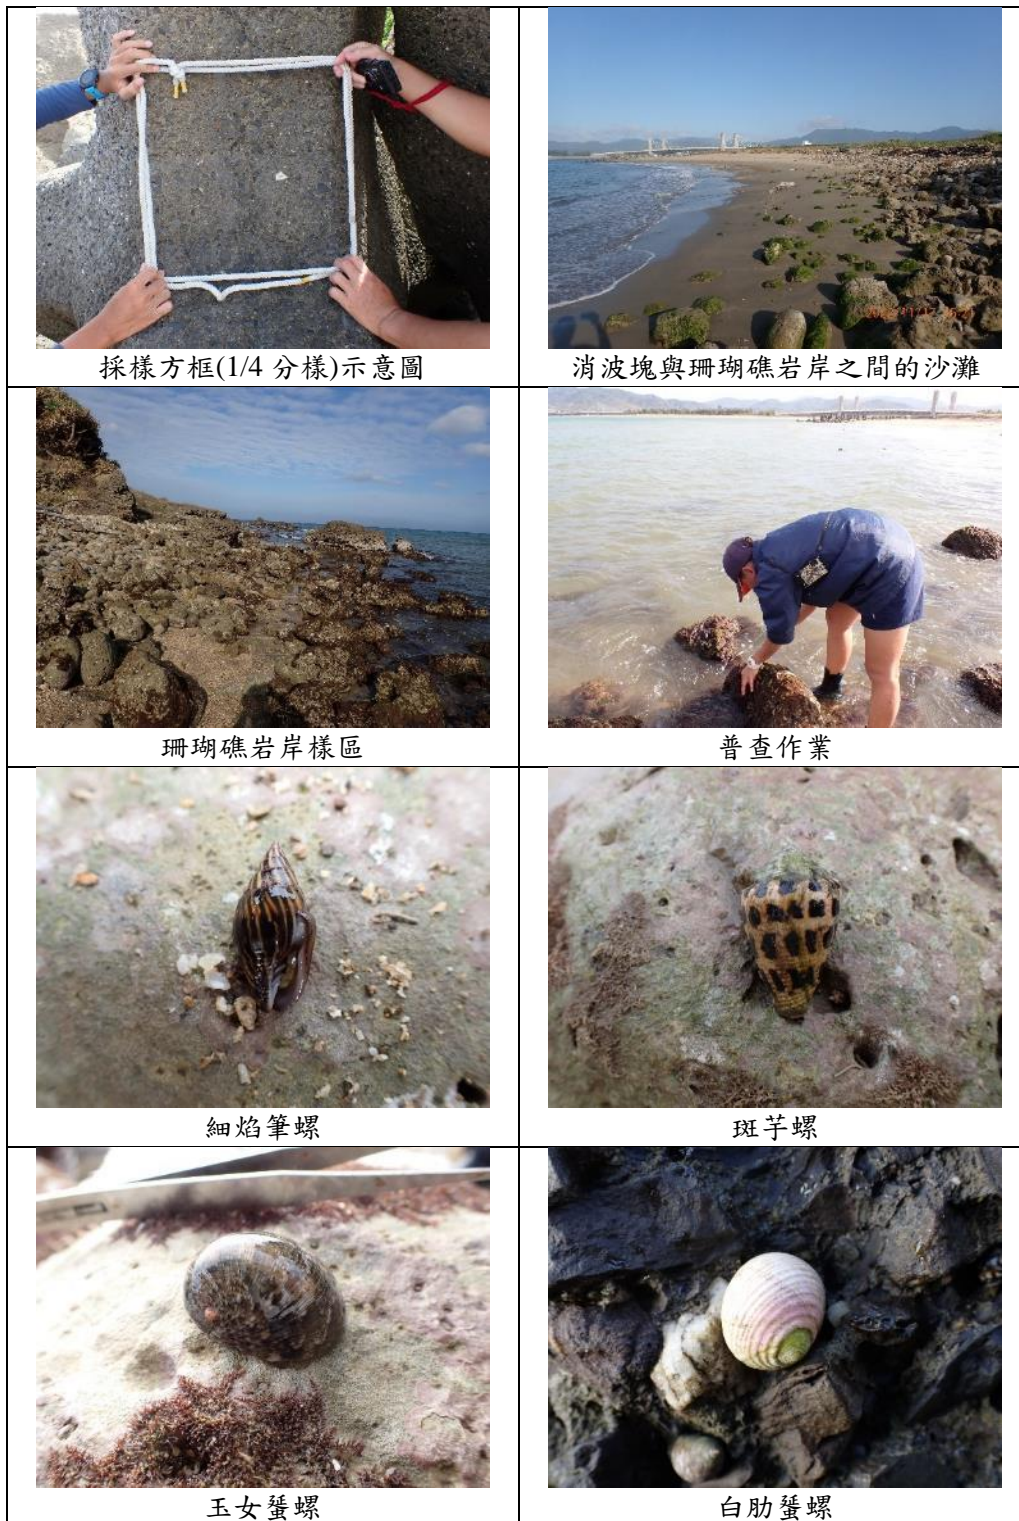 採樣方框(1/4 分樣)示意圖
消波塊與珊瑚礁岩岸之間的沙灘
珊瑚礁岩岸樣區
普查作業
細焰筆螺
斑芋螺
玉女蜑螺
白肋蜑螺